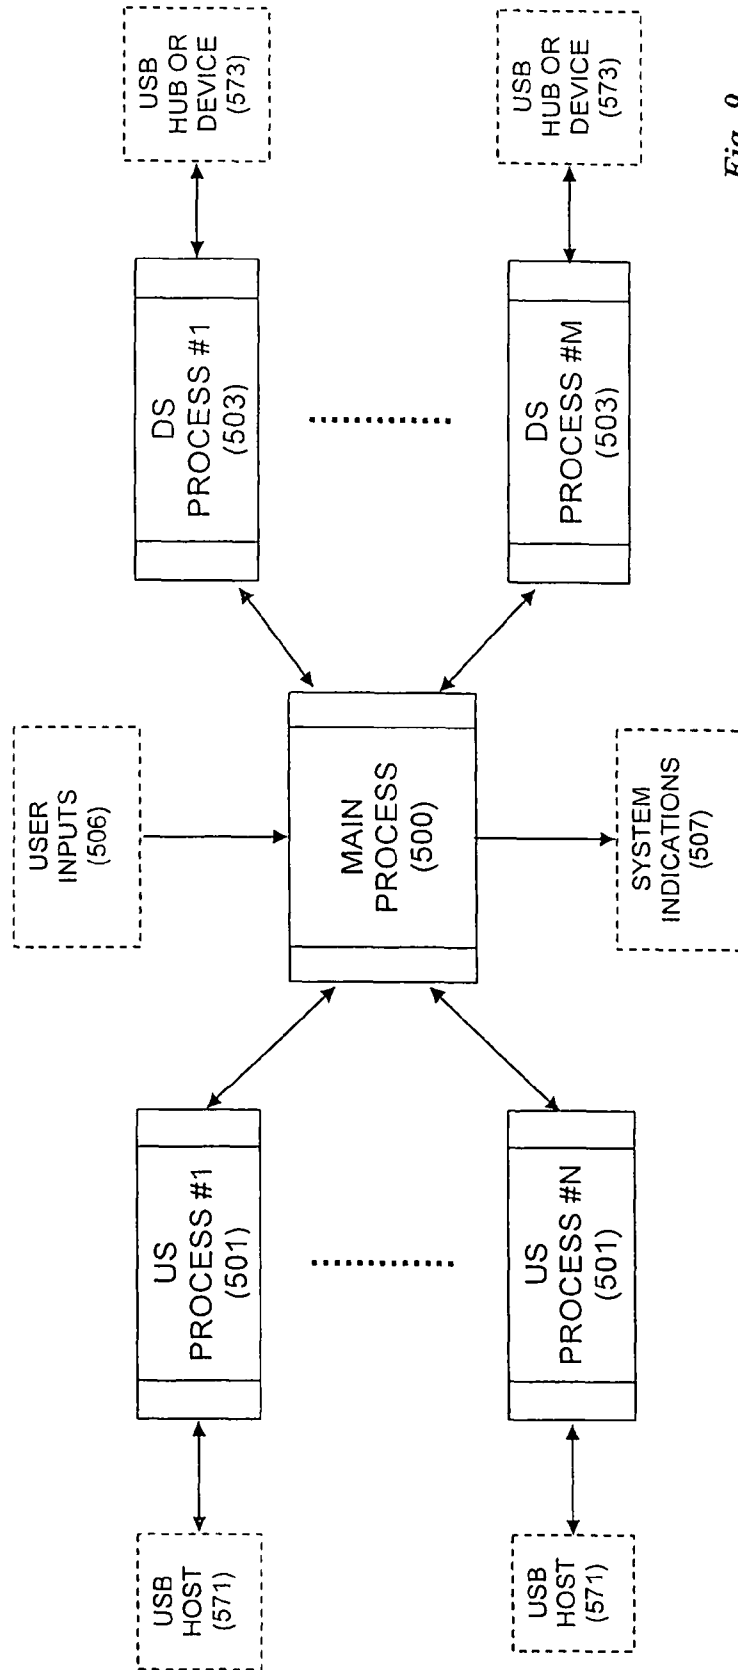 USER
INPUTS
(506)
USB
HOST
(571)
US
PROCESS #1
(501)
DS
PROCESS #1
(503)
USB
HUB OR
DEVICE
(573)
MAIN
PROCESS
(500)
USB
HOST
(571)
US
PROCESS #N
(501)
DS
PROCESS #M
(503)
USB
HUB OR
DEVICE
(573)
SYSTEM
INDICATIONS
(507)
Fig. 9